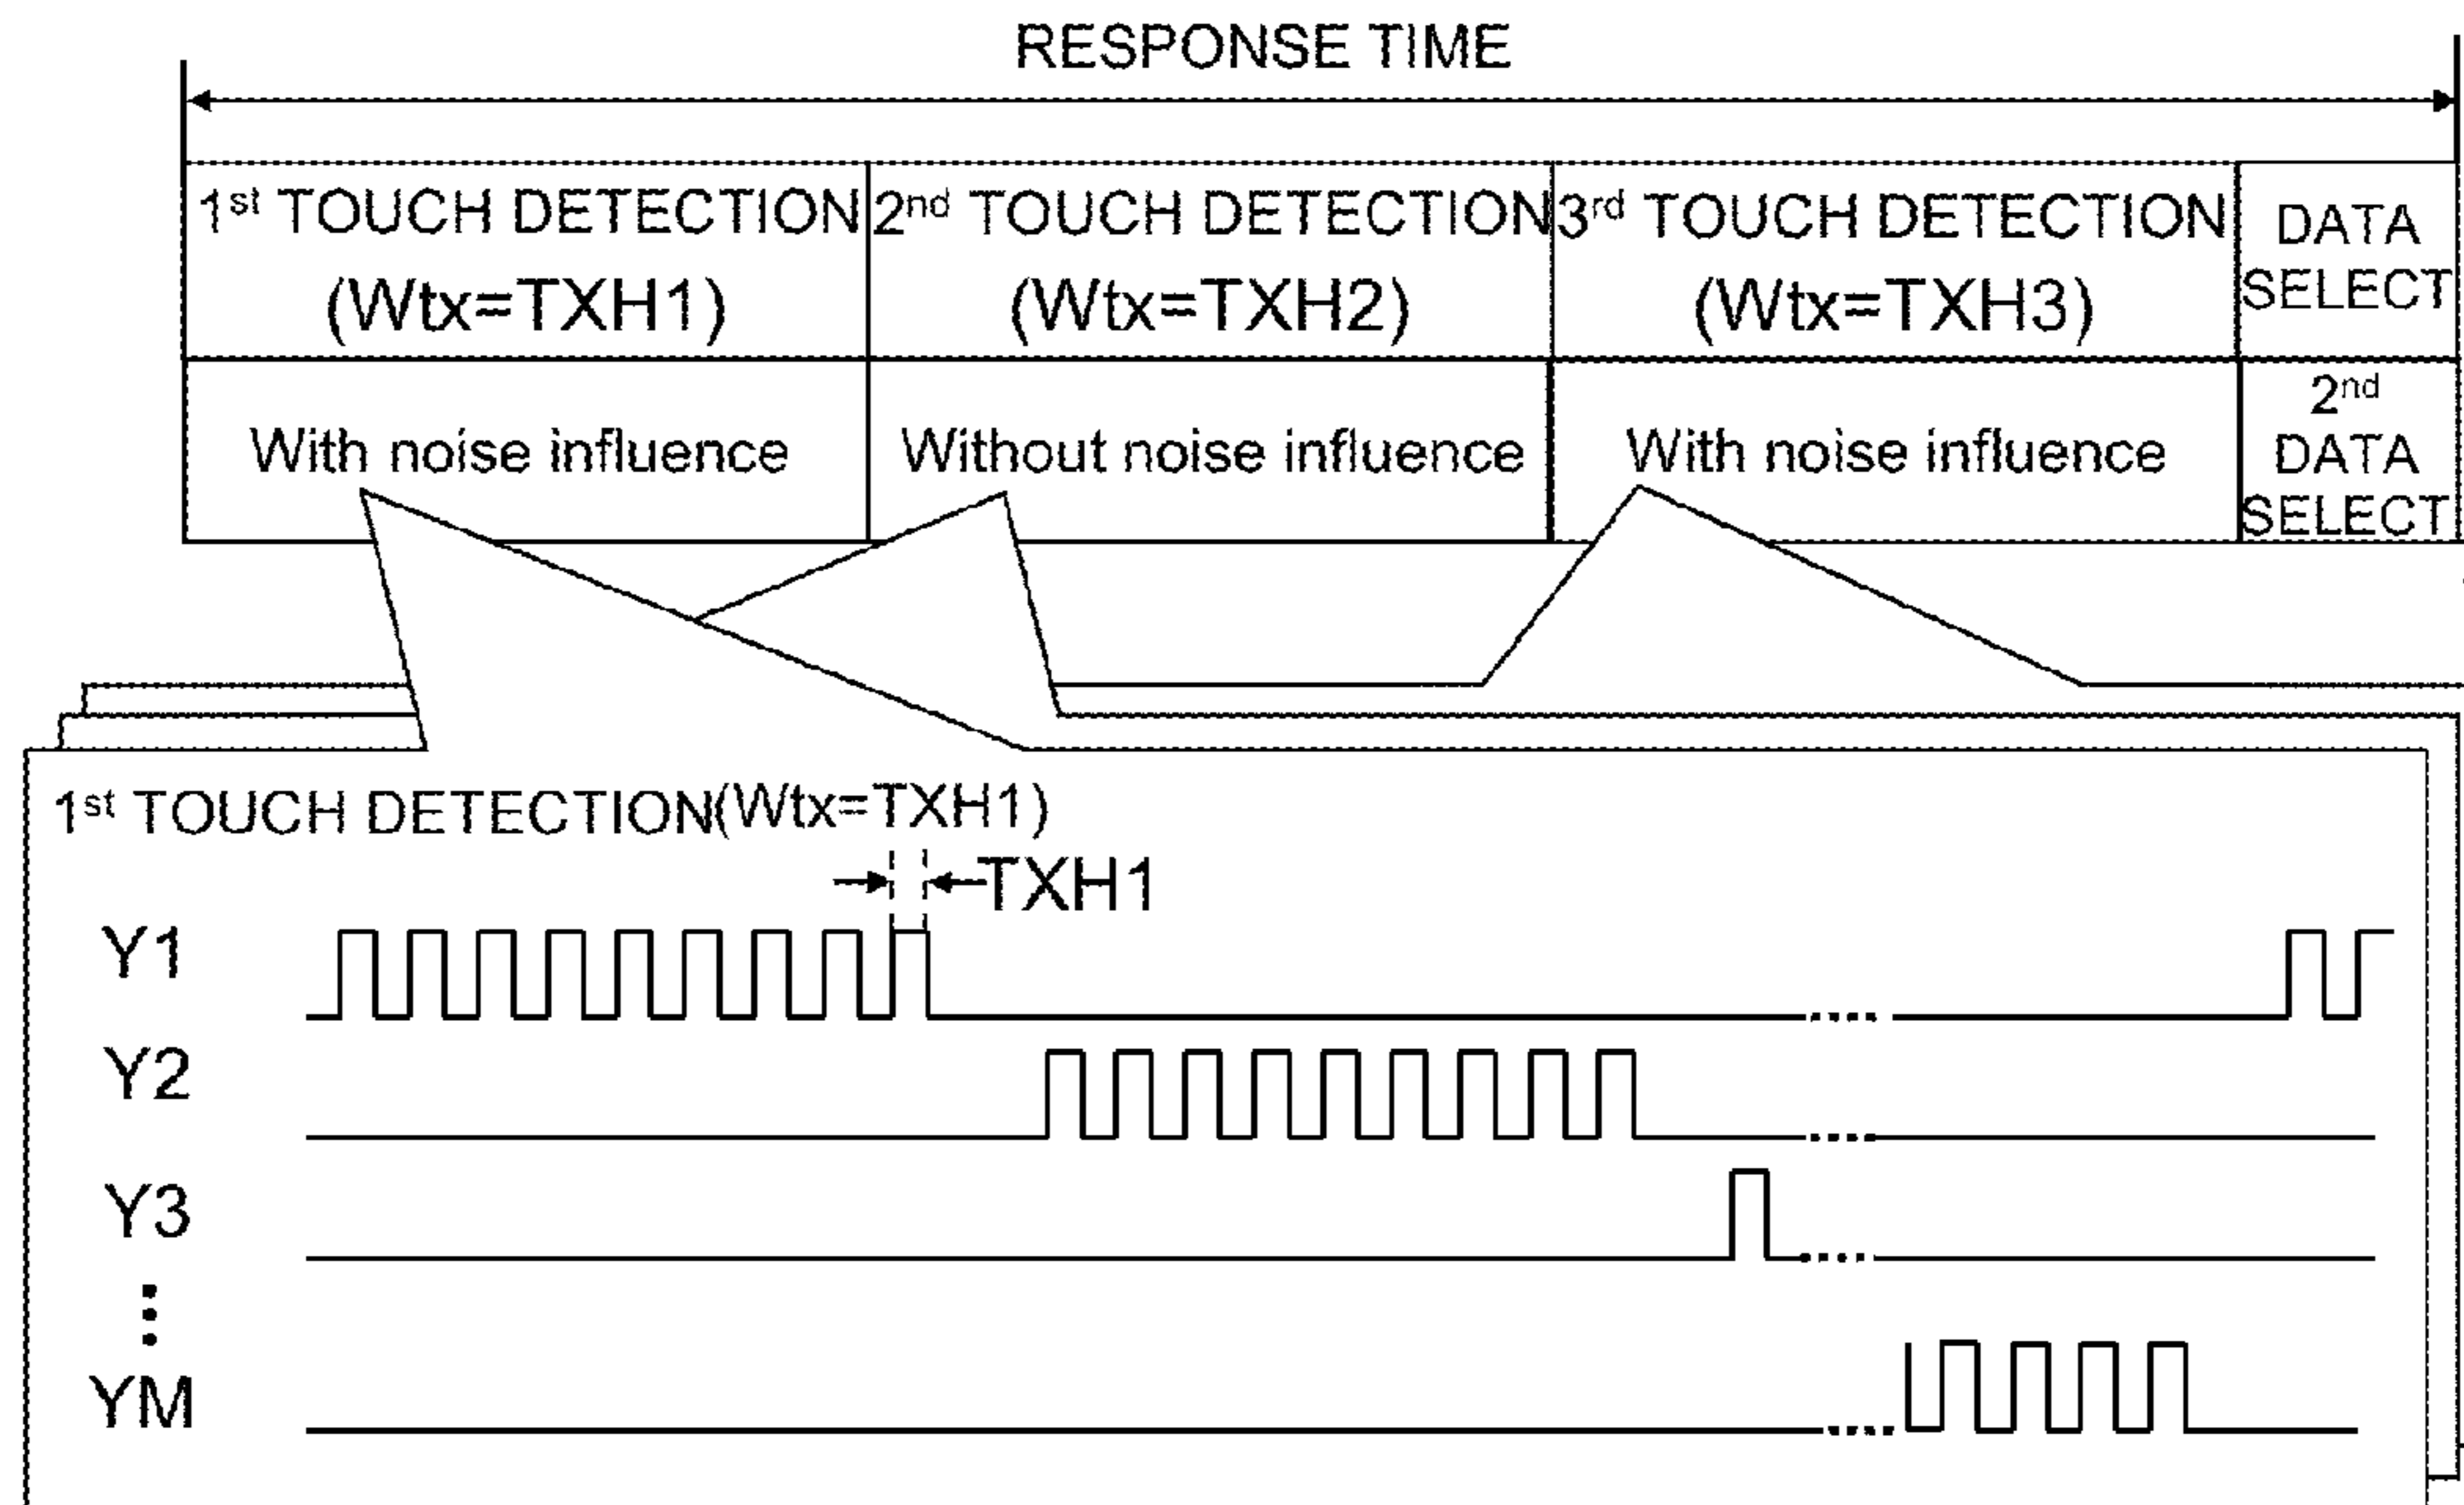 RESPONSE TIME
1st TOUCH DETECTION
(Wtx=TXH1)
2nd TOUCH DETECTION
(Wtx=TXH2)
3rd TOUCH DETECTION
(Wtx=TXH3)
DATA
SELECT
With noise influence
Without noise influence
With noise influence
2nd
DATA
SELECT
1st TOUCH DETECTION(Wtx=TXH1)
TXH1
Y1
Y2
Y3
YM